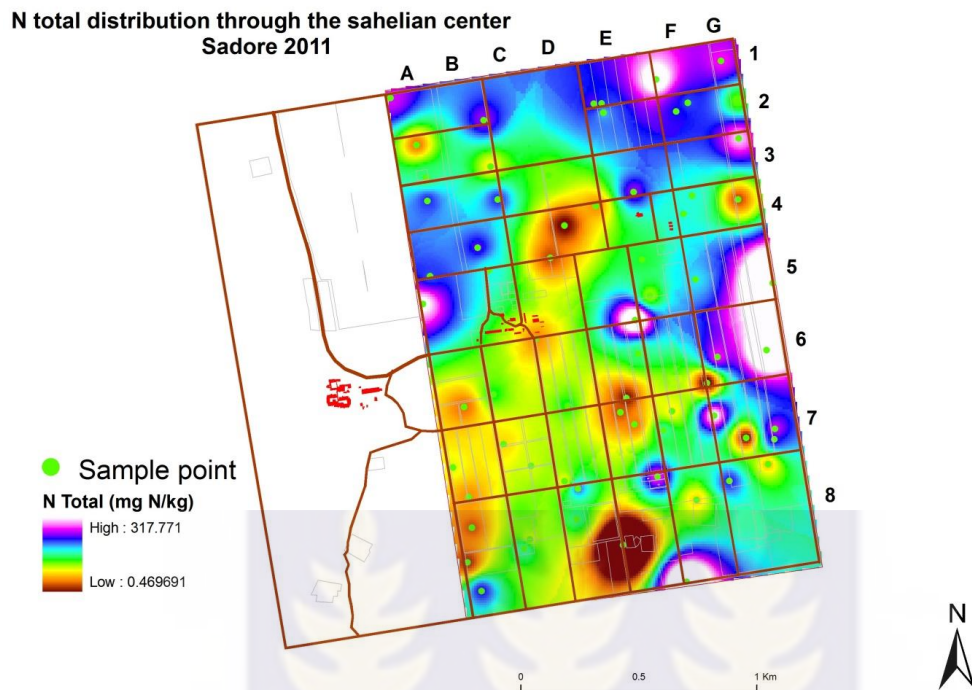 N total distribution through the sahelian center
Sadore 2011
A B C D E F G
1
2
3
4
5
6
7
8
Sample point
N Total (mg N/kg)
High : 317.771
Low : 0.469691
N
0 0.5 1 Km